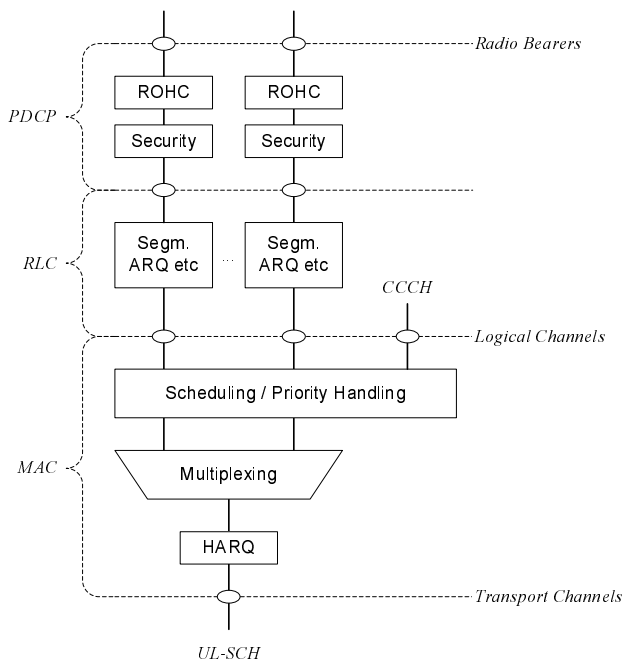 Radio Bearers
ROHC ROHC
PDCP
Security Security
Segm. ARQ etc ... Segm. ARQ etc
RLC
CCCH
Logical Channels
Scheduling / Priority Handling
MAC
Multiplexing
HARQ
Transport Channels
UL-SCH